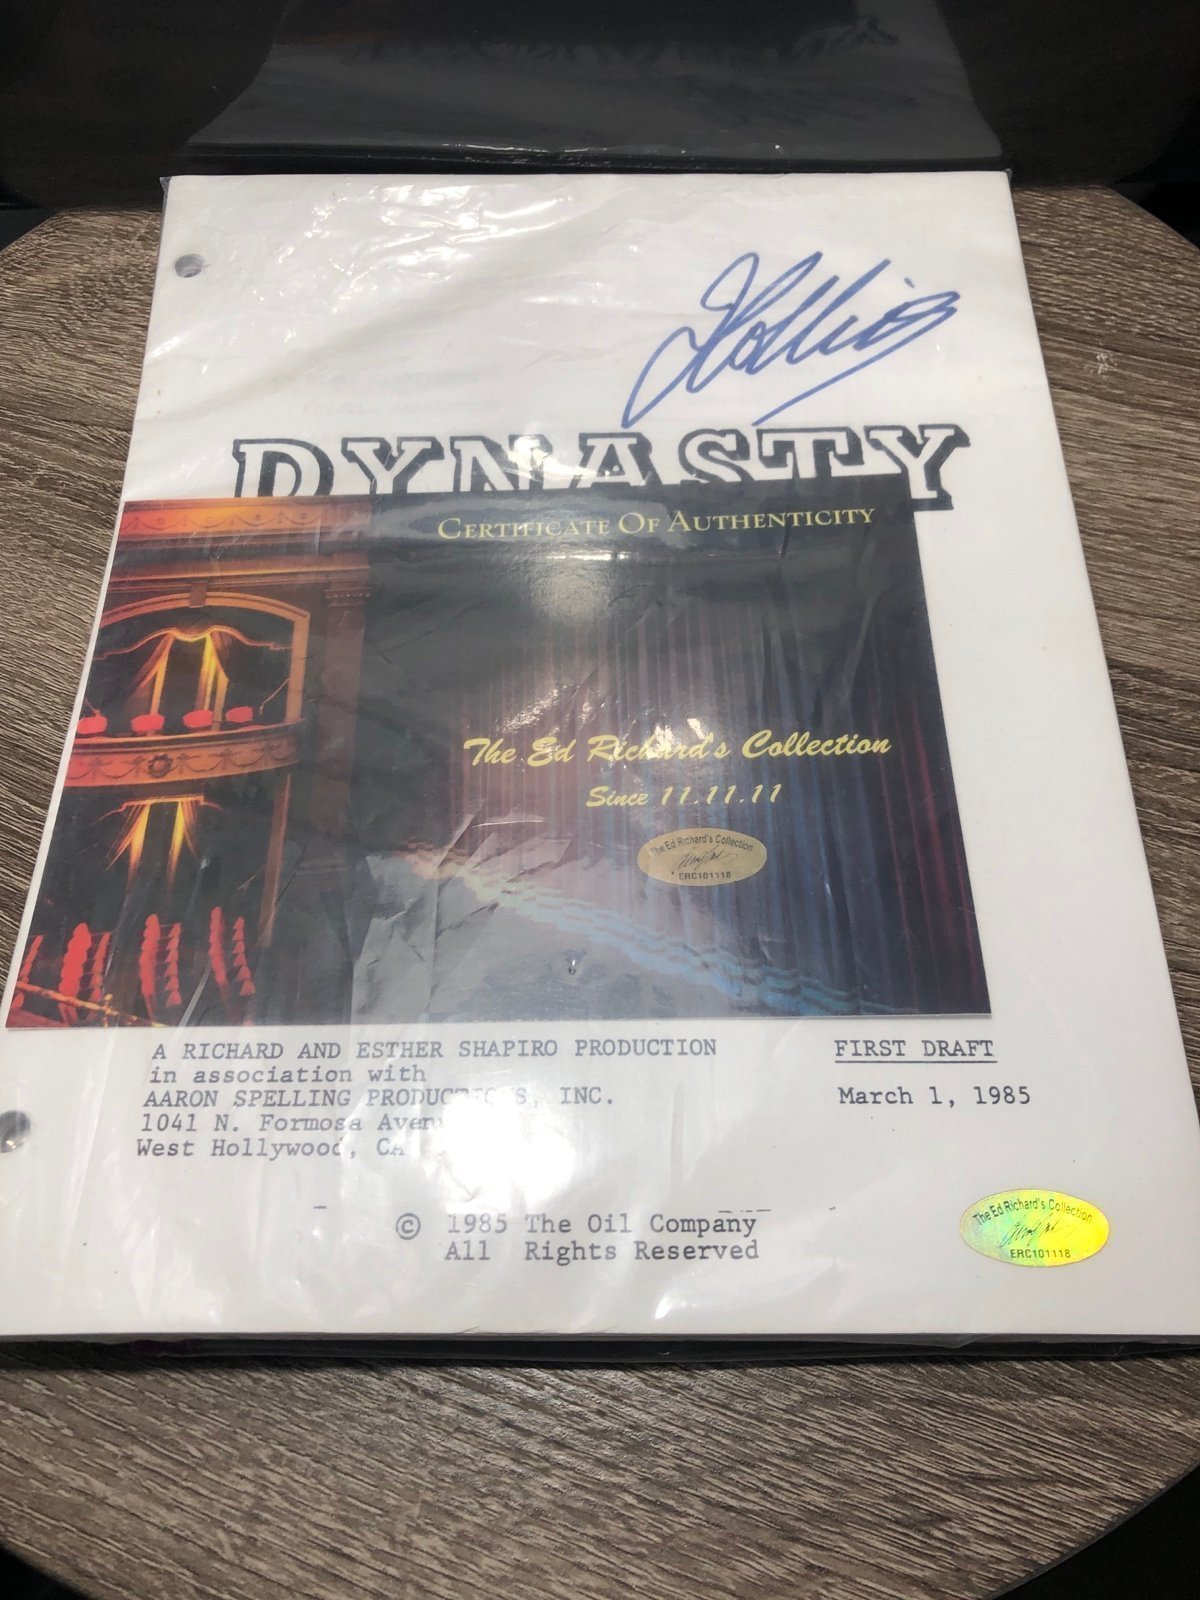 DYNASTY
CERTIFICATE OF AUTHENTICITY
The Ed Richard's Collection
Since 11.11.11
The Ed Richard's Collection
ERC101118
A RICHARD AND ESTHER SHAPIRO PRODUCTION
in association with
AARON SPELLING PRODUCTIONS, INC.
1041 N. Formosa
West Hollywood, CA
FIRST DRAFT
March 1, 1985
© 1985 The Oil Company
All Rights Reserved
The Ed Richard's Collection
ERC101118